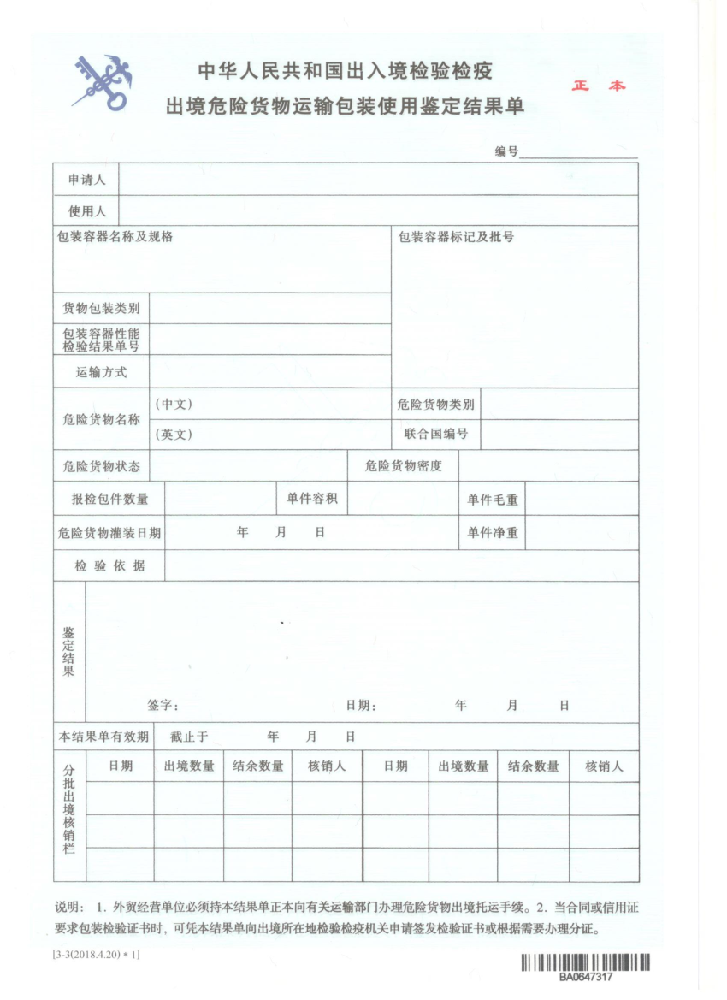 中华人民共和国出入境检验检疫
正 本
出境危险货物运输包装使用鉴定结果单
编号
申请人
使用人
包装容器名称及规格
包装容器标记及批号
货物包装类别
包装容器性能
检验结果单号
运输方式
危险货物名称
(中文)
危险货物类别
(英文)
联合国编号
危险货物状态
危险货物密度
报检包件数量
单件容积
单件毛重
危险货物灌装日期
年 月 日
单件净重
检验依据
鉴定结果
签字：
日期： 年 月 日
本结果单有效期
截止于 年 月 日
分批出境核销栏
日期 出境数量 结余数量 核销人 日期 出境数量 结余数量 核销人
说明： 1. 外贸经营单位必须持本结果单正本向有关运输部门办理危险货物出境托运手续。2. 当合同或信用证
要求包装检验证书时，可凭本结果单向出境所在地检验检疫机关申请签发检验证书或根据需要办理分证。
[3-3(2018.4.20)*1]
BA0647317